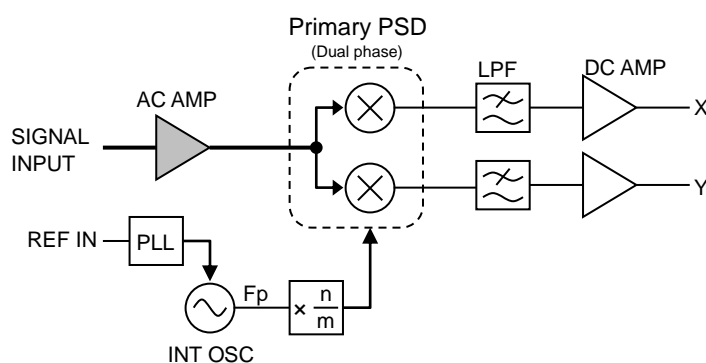 Primary PSD
(Dual phase)
LPF
DC AMP
AC AMP
X
SIGNAL
INPUT
Y
REF IN
PLL
Fp
× n
m
INT OSC